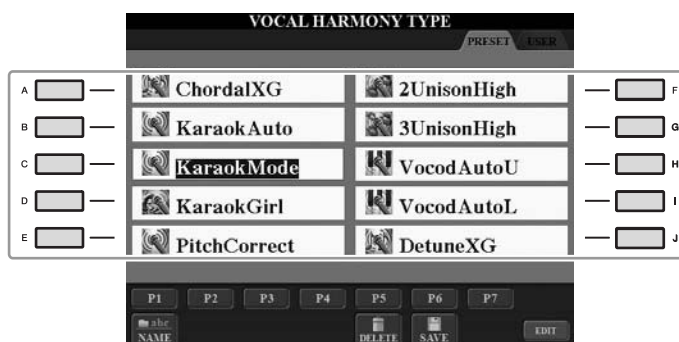 VOCAL HARMONY TYPE
PRESET USER
A ChordalXG 2UnisonHigh F
B KaraokAuto 3UnisonHigh G
C KaraokMode VocodAutoU H
D KaraokGirl VocodAutoL I
E PitchCorrect DetuneXG J
P1 P2 P3 P4 P5 P6 P7
abc
NAME DELETE SAVE EDIT